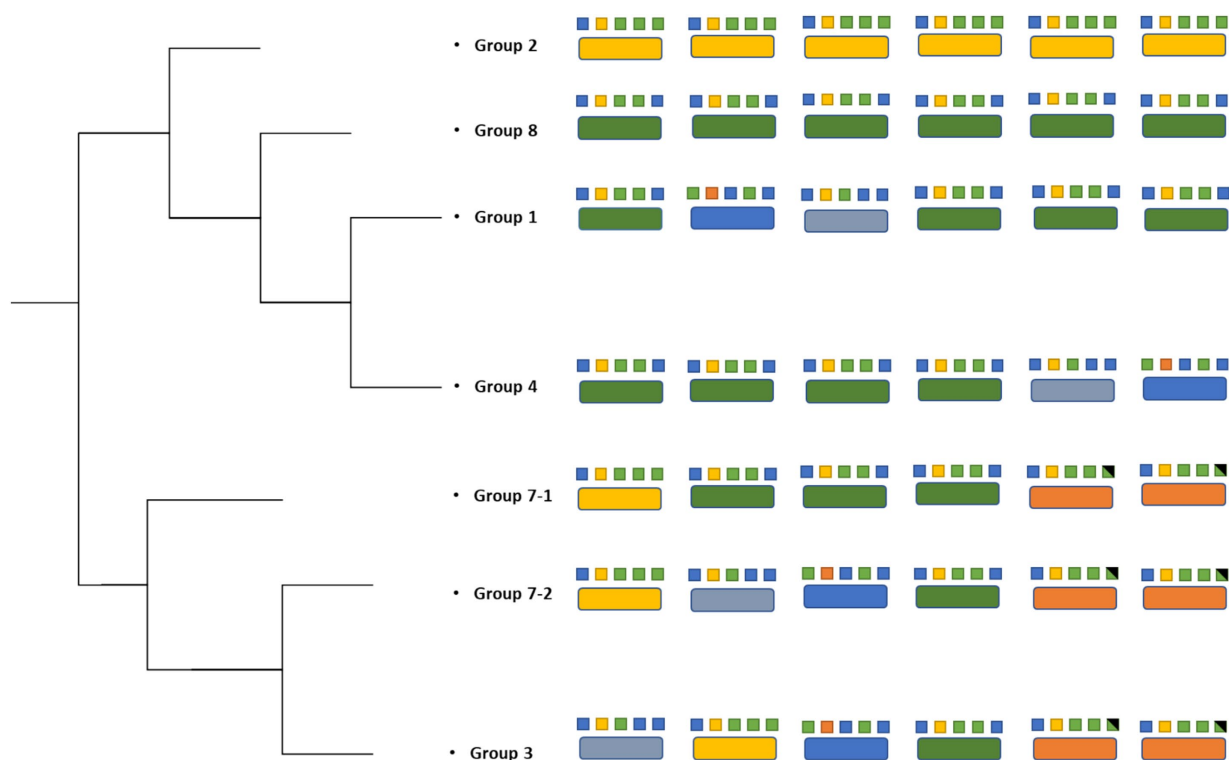 • Group 2
• Group 8
• Group 1
• Group 4
• Group 7-1
• Group 7-2
• Group 3